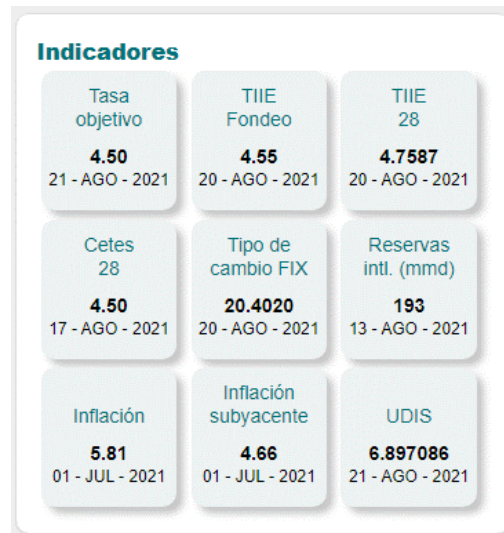 Indicadores
Tasa
objetivo
4.50
21 - AGO - 2021
TIIE
Fondeo
4.55
20 - AGO - 2021
TIIE
28
4.7587
20 - AGO - 2021
Cetes
28
4.50
17 - AGO - 2021
Tipo de
cambio FIX
20.4020
20 - AGO - 2021
Reservas
intl. (mmd)
193
13 - AGO - 2021
Inflación
5.81
01 - JUL - 2021
Inflación
subyacente
4.66
01 - JUL - 2021
UDIS
6.897086
21 - AGO - 2021